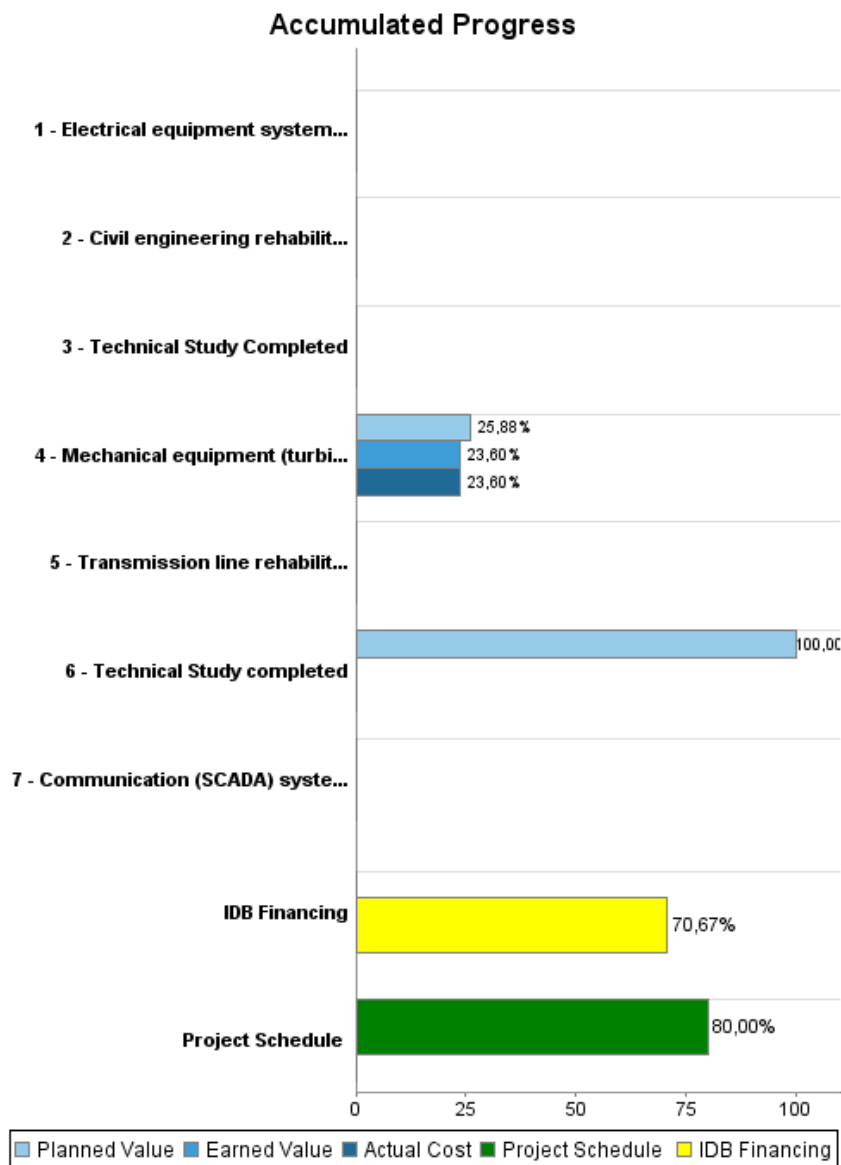 Accumulated Progress
1 - Electrical equipment system...
2 - Civil engineering rehabilit...
3 - Technical Study Completed
25,88%
4 - Mechanical equipment (turbi...
23,60%
23,60%
5 - Transmission line rehabilit...
100,00
6 - Technical Study completed
7 - Communication (SCADA) syste...
IDB Financing
70,67%
80,00%
Project Schedule
0 25 50 75 100
Planned Value Earned Value Actual Cost Project Schedule IDB Financing